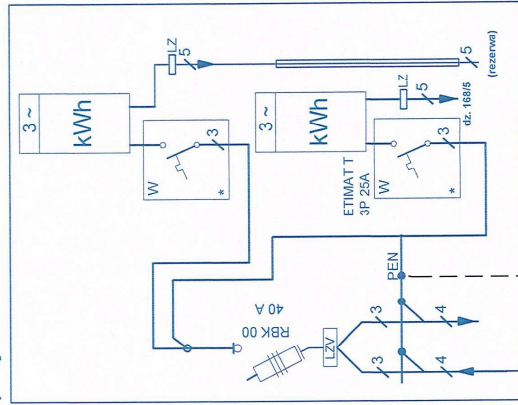 3 ~
kWh
LZ
5
5
(rezerwa)
W
3
*
3 ~
kWh
LZ
5
dz. 168/5
ETIMAT T
3P 25A
W
3
*
RBK 00
40 A
LZV
PEN
3
3
4
4